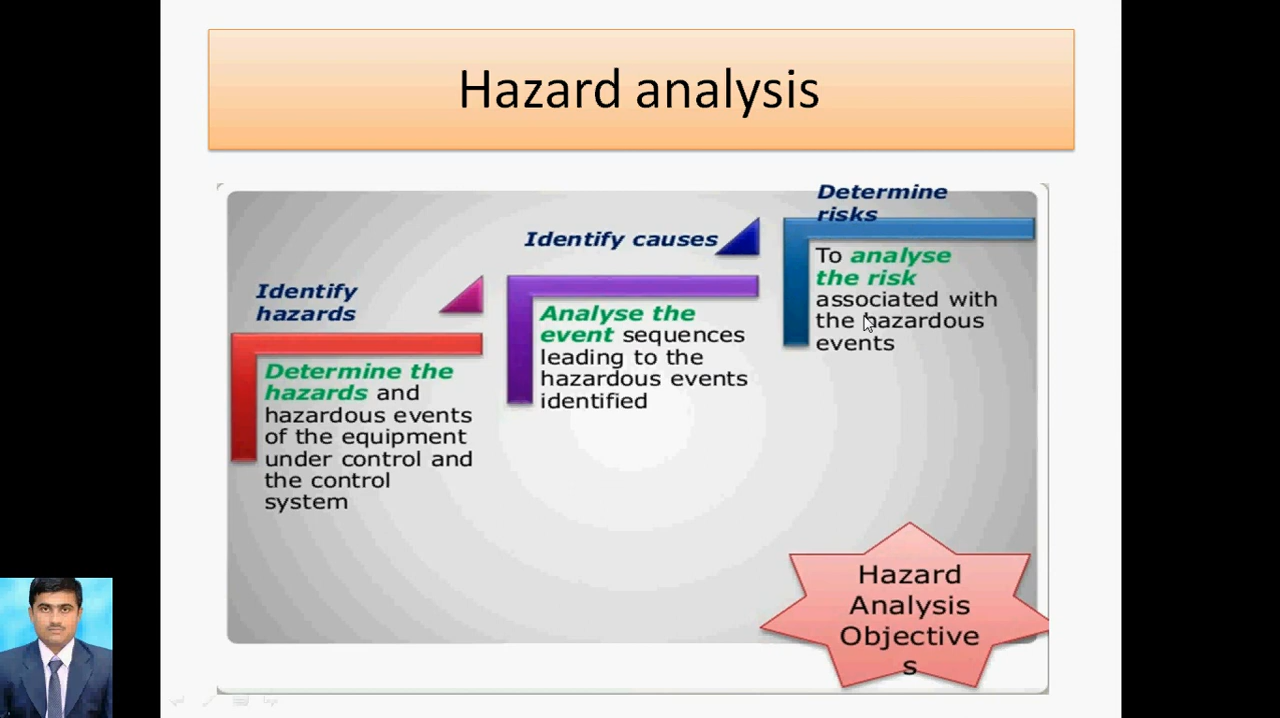 Hazard analysis
Identify
hazards
Determine the
hazards and
hazardous events
of the equipment
under control and
the control
system
Identify causes
Analyse the
event sequences
leading to the
hazardous events
identified
Determine
risks
To analyse
the risk
associated with
the hazardous
events
Hazard
Analysis
Objective
s